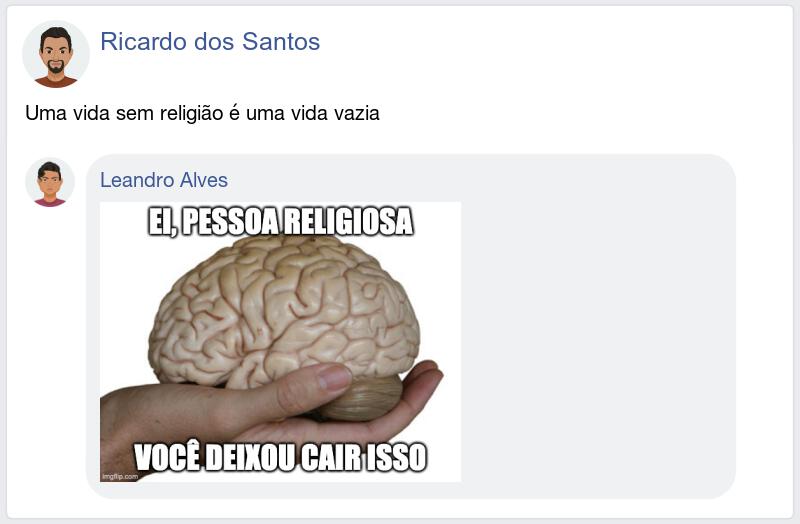 Ricardo dos Santos
Uma vida sem religião é uma vida vazia
Leandro Alves
EI, PESSOA RELIGIOSA
VOCÊ DEIXOU CAIR ISSO
imgflip.com